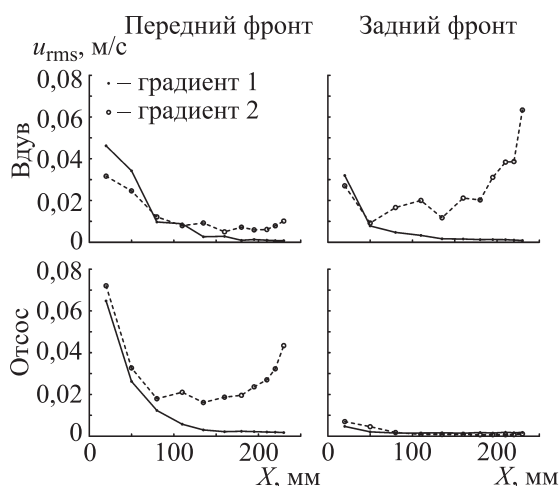 Передний фронт Задний фронт
u_rms, м/с
0,08
– градиент 1
0,06
– градиент 2
Вдув
0,04
0,02
0
0,08
0,06
Отсос
0,04
0,02
0
0 100 200 0 100 200
X, мм X, мм